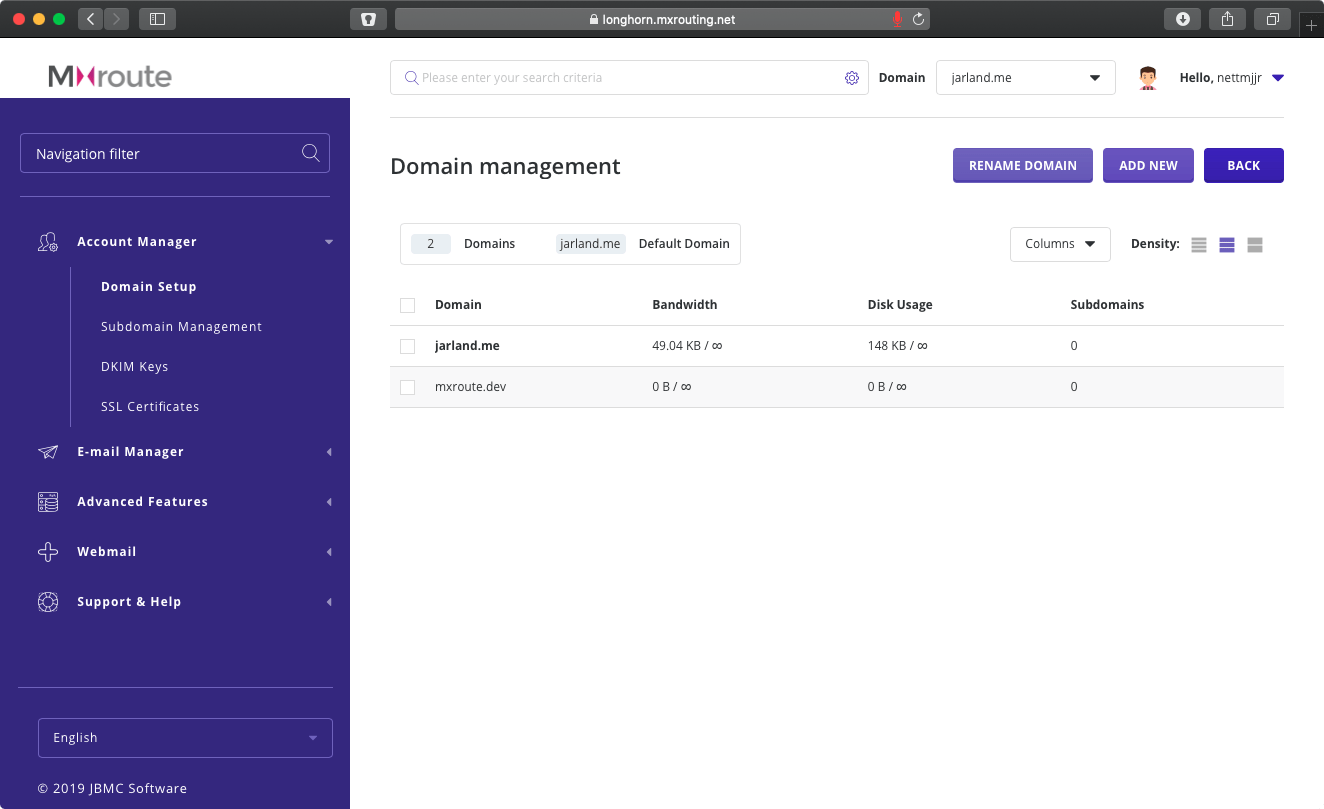 longhorn.mxrouting.net
Mxroute
Please enter your search criteria
Domain
jarland.me
Hello, nettmjjr
Navigation filter
Account Manager
Domain Setup
Subdomain Management
DKIM Keys
SSL Certificates
E-mail Manager
Advanced Features
Webmail
Support & Help
English
© 2019 JBMC Software
Domain management
RENAME DOMAIN
ADD NEW
BACK
2 Domains jarland.me Default Domain
Columns
Density:
Domain Bandwidth Disk Usage Subdomains
jarland.me 49.04 KB / ∞ 148 KB / ∞ 0
mxroute.dev 0 B / ∞ 0 B / ∞ 0